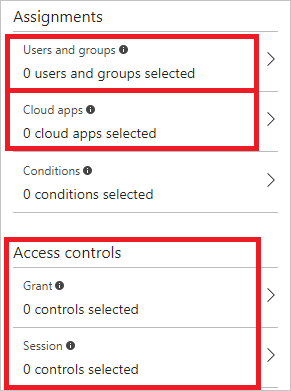 Assignments
Users and groups
0 users and groups selected
Cloud apps
0 cloud apps selected
Conditions
0 conditions selected
Access controls
Grant
0 controls selected
Session
0 controls selected